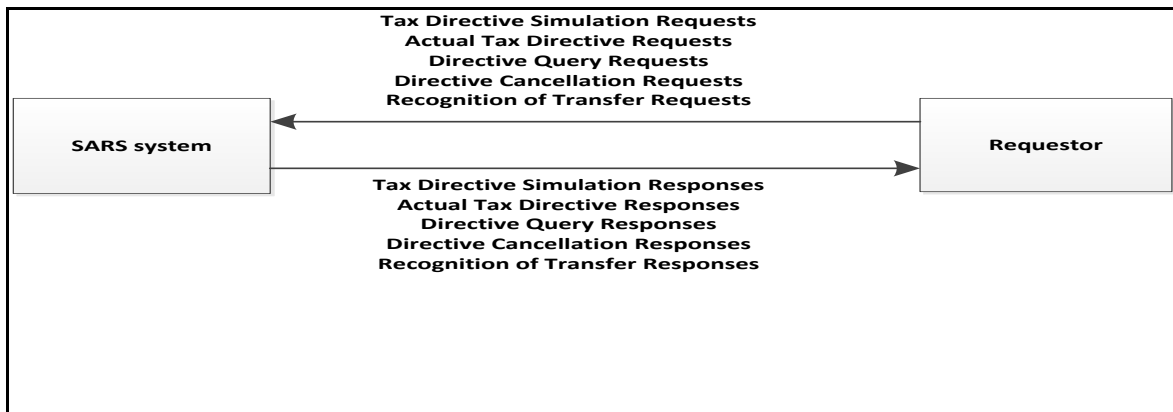 Tax Directive Simulation Requests
Actual Tax Directive Requests
Directive Query Requests
Directive Cancellation Requests
Recognition of Transfer Requests
SARS system
Requestor
Tax Directive Simulation Responses
Actual Tax Directive Responses
Directive Query Responses
Directive Cancellation Responses
Recognition of Transfer Responses